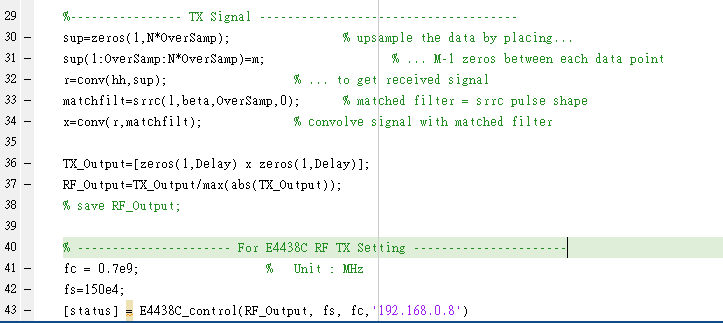 29 %--------------- TX Signal -----------------------------------
30 – sup=zeros(1,N*OverSamp); % upsample the data by placing...
31 – sup(1:OverSamp:N*OverSamp)=m; % ... M-1 zeros between each data point
32 – r=conv(hh,sup); % ... to get received signal
33 – matchfilt=srrc(1,beta,OverSamp,0); % matched filter = srrc pulse shape
34 – x=conv(r,matchfilt); % convolve signal with matched filter
35
36 – TX_Output=[zeros(1,Delay) x zeros(1,Delay)];
37 – RF_Output=TX_Output/max(abs(TX_Output));
38 % save RF_Output;
39
40 % --------------------- For E4438C RF TX Setting ---------------------
41 – fc = 0.7e9; % Unit : MHz
42 – fs=150e4;
43 – [status] = E4438C_control(RF_Output, fs, fc,'192.168.0.8')